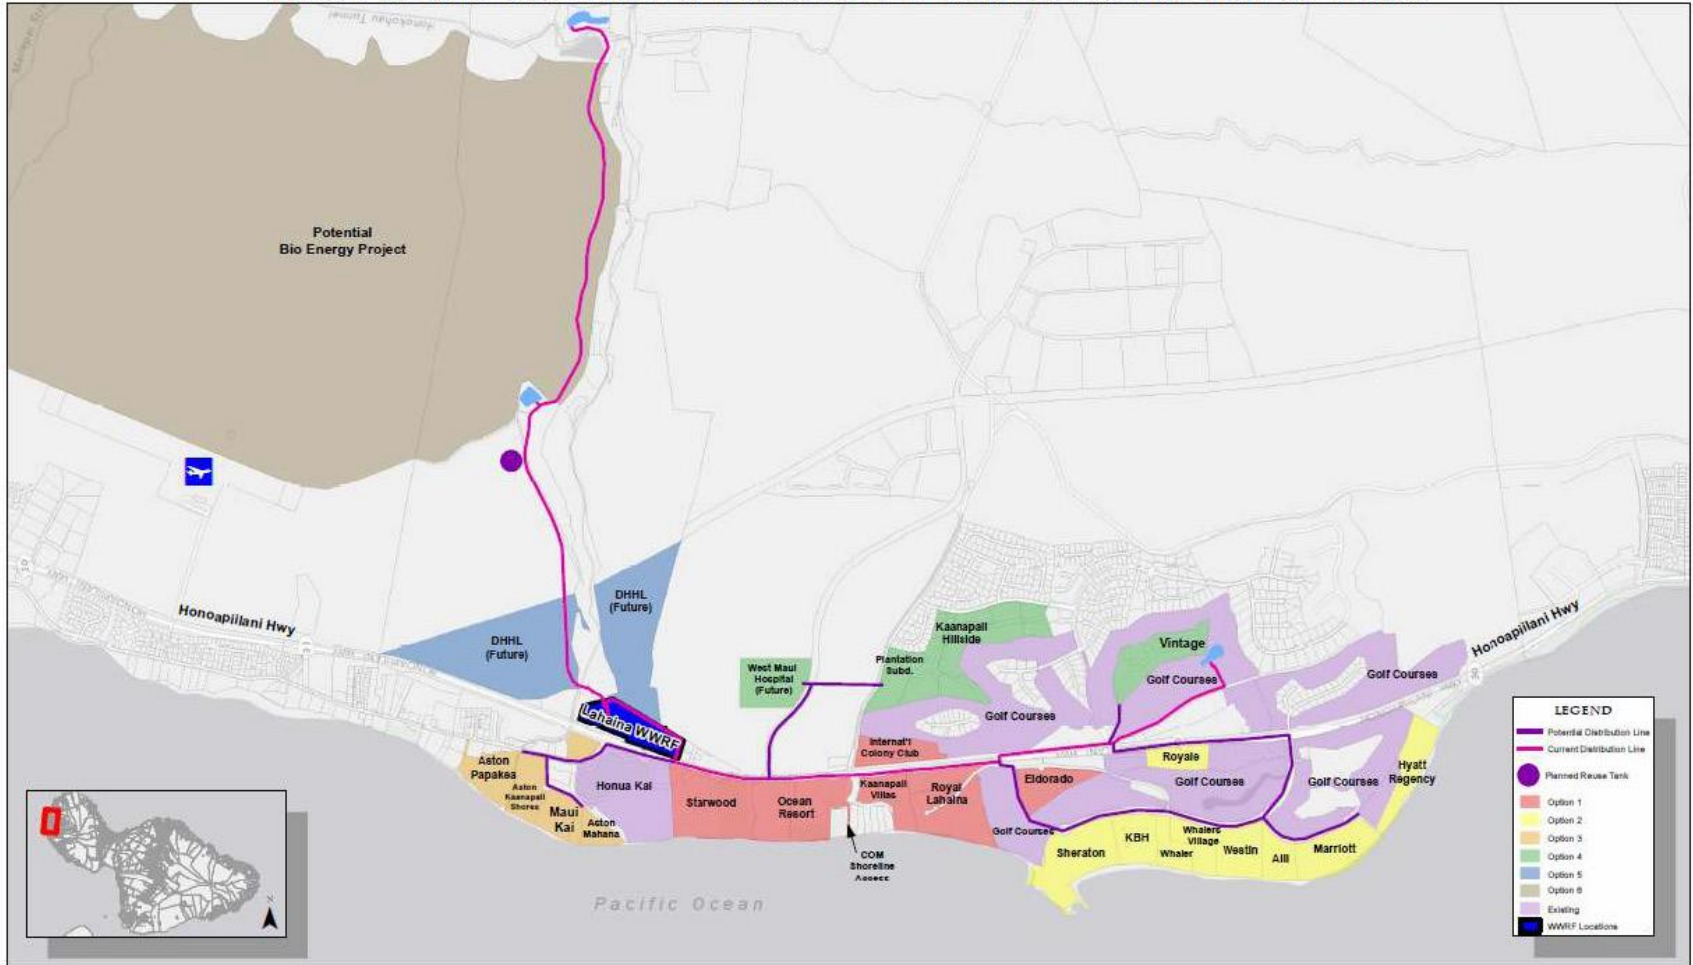 Honokohau Tunnel
Potential
Bio Energy Project
Honoapiilani Hwy
DHHL
(Future)
DHHL
(Future)
Lahaina WWRF
West Maui
Hospital
(Future)
Plantation
Subd.
Kaanapali
Hillside
Vintage
Golf Courses
Golf Courses
Golf Courses
Honoapiilani Hwy
Internat'l
Colony Club
Aston
Papakea
Aston
Kaanapali
Shores
Maui
Kai
Aston
Mahana
Honua Kai
Starwood
Ocean
Resort
Kaanapali
Villas
Royal
Lahaina
Eldorado
Royale
Golf Courses
Golf Courses
Hyatt
Regency
Golf Courses
Sheraton
KBH
Whaler
Whalers
Village
Westin
Alii
Marriott
COM
Shoreline
Access
Pacific Ocean
N
LEGEND
Potential Distribution Line
Current Distribution Line
Planned Reuse Tank
Option 1
Option 2
Option 3
Option 4
Option 5
Option 6
Existing
WWRF Locations